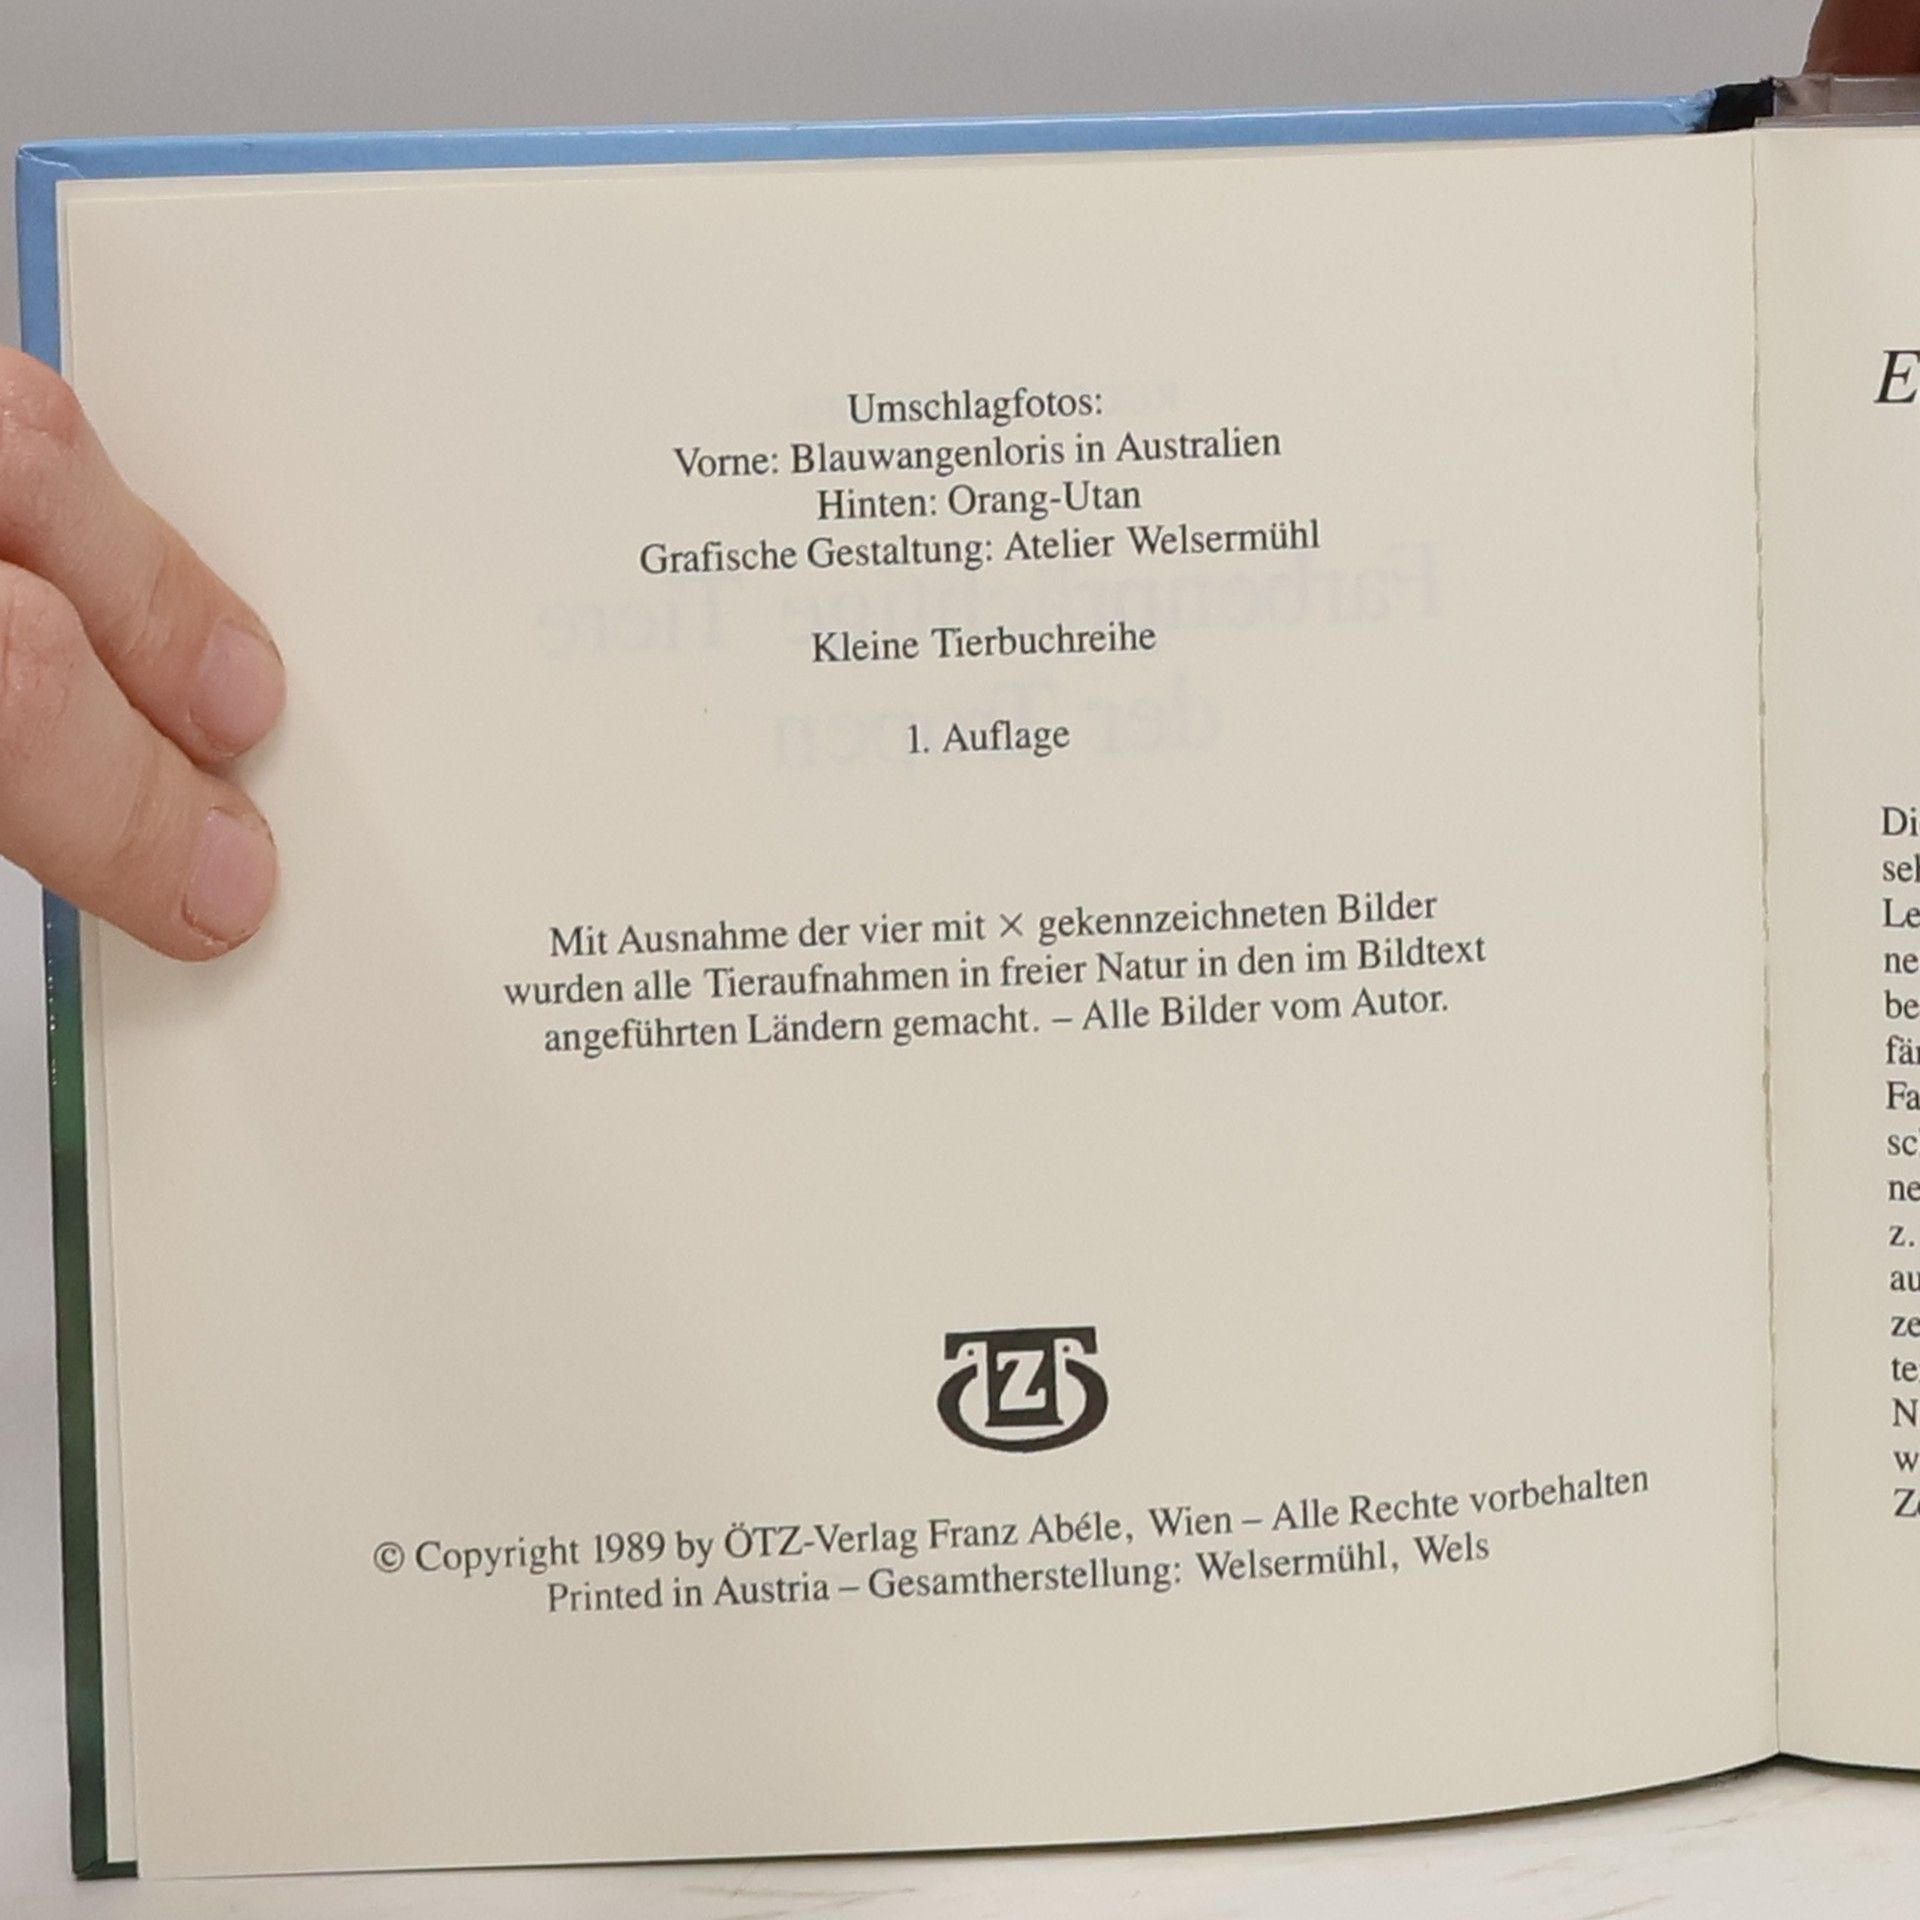 Umschlagfotos:
Vorne: Blauwangenloris in Australien
Hinten: Orang-Utan
Grafische Gestaltung: Atelier Welsermühl
Kleine Tierbuchreihe
1. Auflage
Mit Ausnahme der vier mit × gekennzeichneten Bilder
wurden alle Tieraufnahmen in freier Natur in den im Bildtext
angeführten Ländern gemacht. – Alle Bilder vom Autor.
Z
© Copyright 1989 by ÖTZ-Verlag Franz Abéle, Wien – Alle Rechte vorbehalten
Printed in Austria – Gesamtherstellung: Welsermühl, Wels